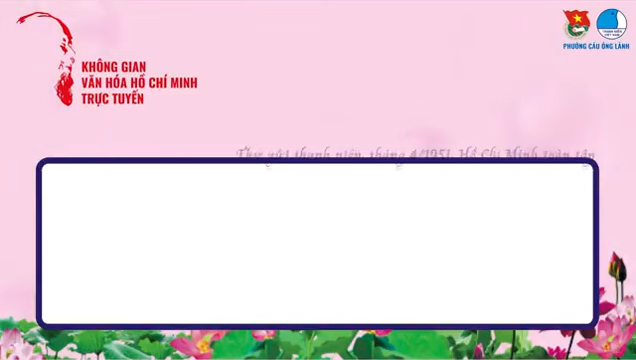 KHÔNG GIAN
VĂN HÓA HỒ CHÍ MINH
TRỰC TUYẾN
PHƯỜNG CẦU ÔNG LÃNH
Thư gửi thanh niên, tháng 4/1951, Hồ Chí Minh toàn tập